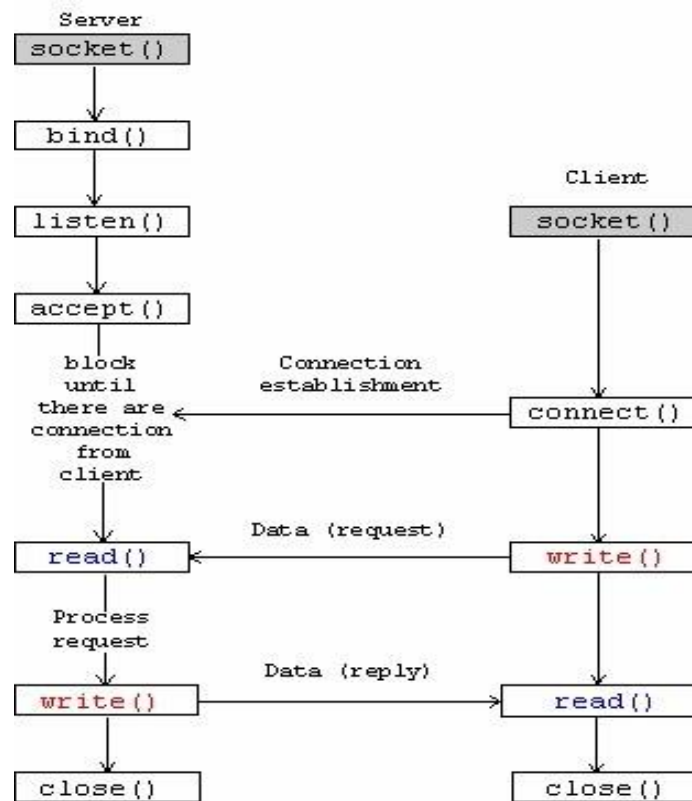 Server
socket()
bind()
Client
listen()
socket()
accept()
block
until
there are
connection
from
client
Connection
establishment
connect()
Data (request)
read()
write()
Process
request
Data (reply)
write()
read()
close()
close()